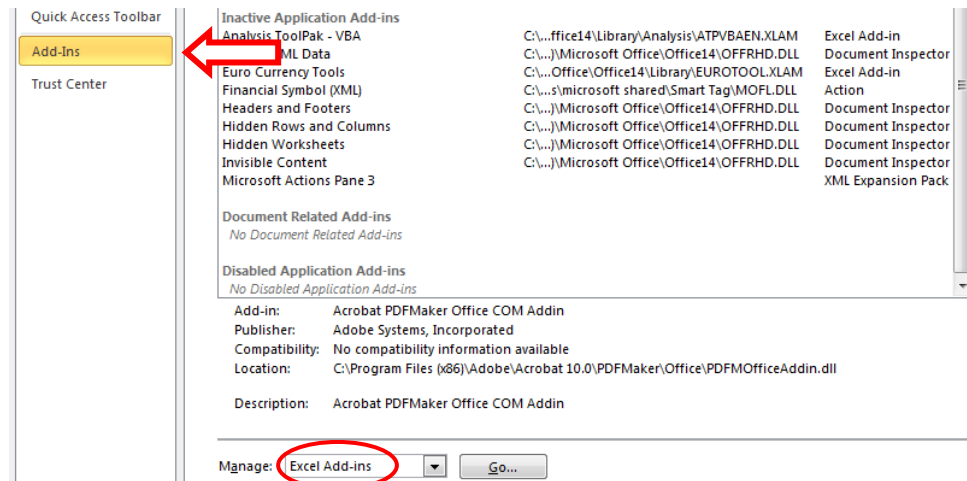 Quick Access Toolbar
Add-Ins
Trust Center
Inactive Application Add-ins
Analysis ToolPak - VBA C:\...ffice14\Library\Analysis\ATPVBAEN.XLAM Excel Add-in
ML Data C:\...)\Microsoft Office\Office14\OFFRHD.DLL Document Inspector
Euro Currency Tools C:\...Office\Office14\Library\EUROTOOL.XLAM Excel Add-in
Financial Symbol (XML) C:\...s\microsoft shared\Smart Tag\MOFL.DLL Action
Headers and Footers C:\...)\Microsoft Office\Office14\OFFRHD.DLL Document Inspector
Hidden Rows and Columns C:\...)\Microsoft Office\Office14\OFFRHD.DLL Document Inspector
Hidden Worksheets C:\...)\Microsoft Office\Office14\OFFRHD.DLL Document Inspector
Invisible Content C:\...)\Microsoft Office\Office14\OFFRHD.DLL Document Inspector
Microsoft Actions Pane 3 XML Expansion Pack
Document Related Add-ins
No Document Related Add-ins
Disabled Application Add-ins
No Disabled Application Add-ins
Add-in: Acrobat PDFMaker Office COM Addin
Publisher: Adobe Systems, Incorporated
Compatibility: No compatibility information available
Location: C:\Program Files (x86)\Adobe\Acrobat 10.0\PDFMaker\Office\PDFMOfficeAddin.dll
Description: Acrobat PDFMaker Office COM Addin
Manage: Excel Add-ins Go...